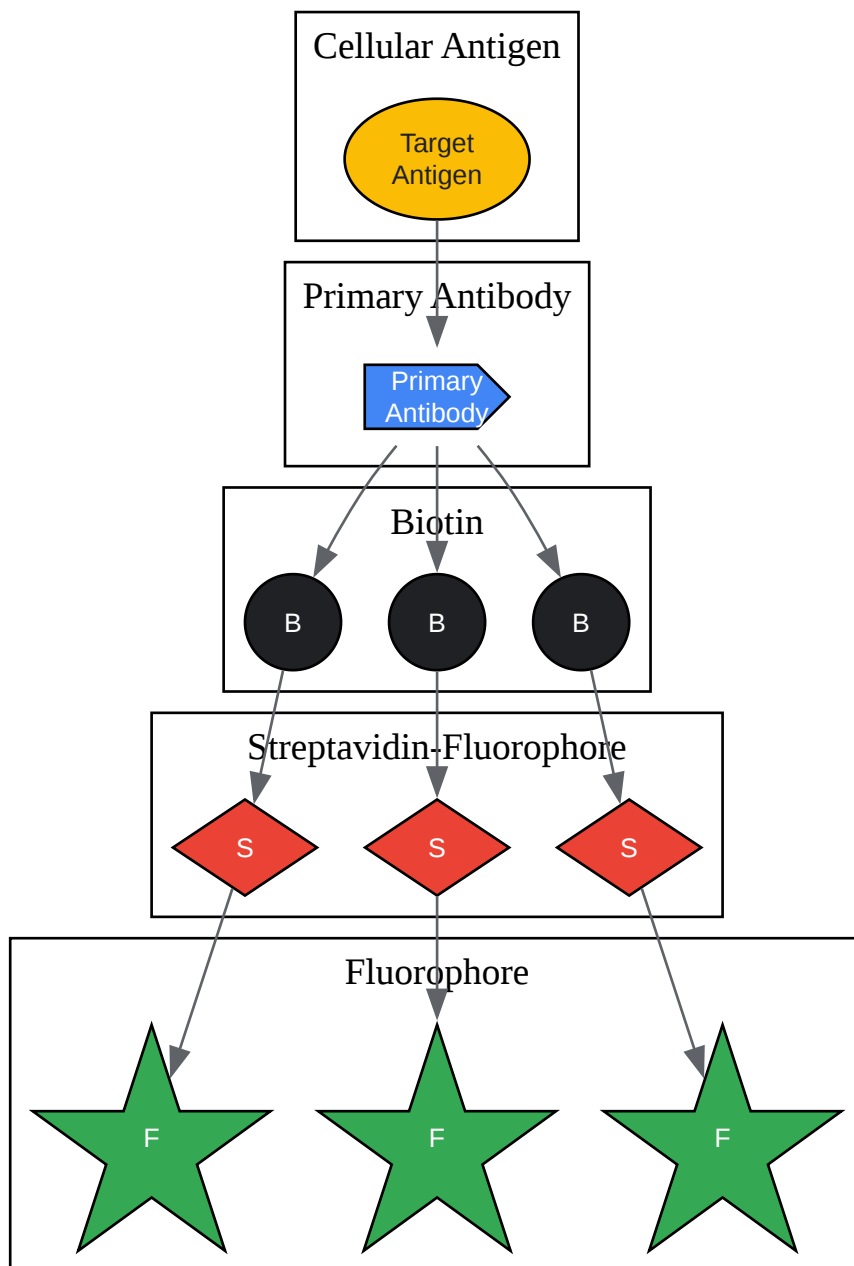 Cellular Antigen
Target
Antigen
Primary Antibody
Primary
Antibody
Biotin
B B B
Streptavidin-Fluorophore
S S S
Fluorophore
F F F